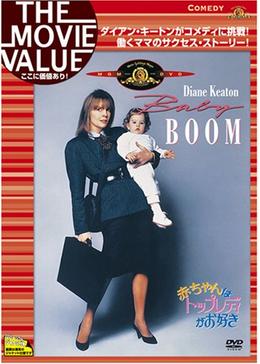 THE
MOVIE
VALUE
ここに価値あり!
COMEDY
ダイアン・キートンがコメディに挑戦!
働くママのサクセス・ストーリー!
MGM DVD
Diane Keaton
Baby
BOOM
赤ちゃんは
トップレディ
がお好き
DVD